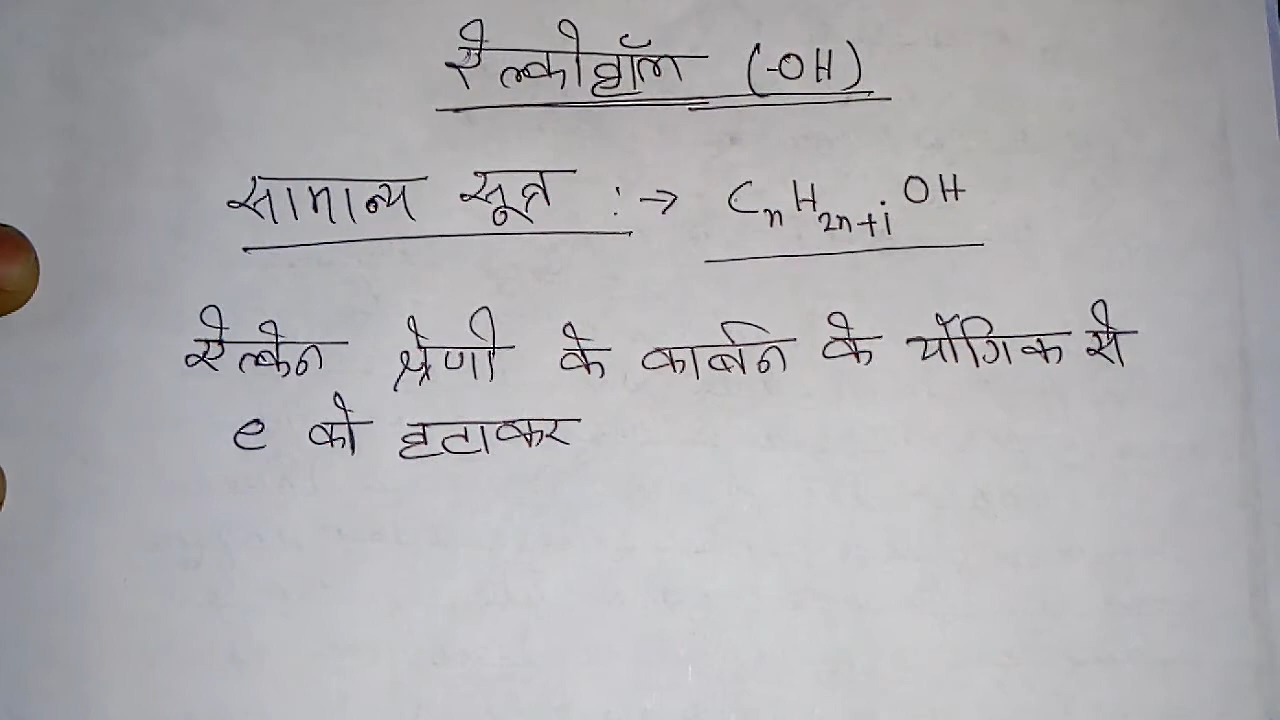 ऐल्कोहॉल (-OH)
सामान्य सूत्र :→ CₙH₂ₙ₊₁OH
ऐल्केन श्रेणी के कार्बन के यौगिक से
e को हटाकर